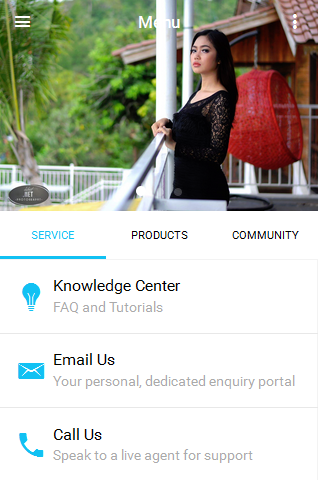 Menu
.NET
SERVICE PRODUCTS COMMUNITY
Knowledge Center
FAQ and Tutorials
Email Us
Your personal, dedicated enquiry portal
Call Us
Speak to a live agent for support